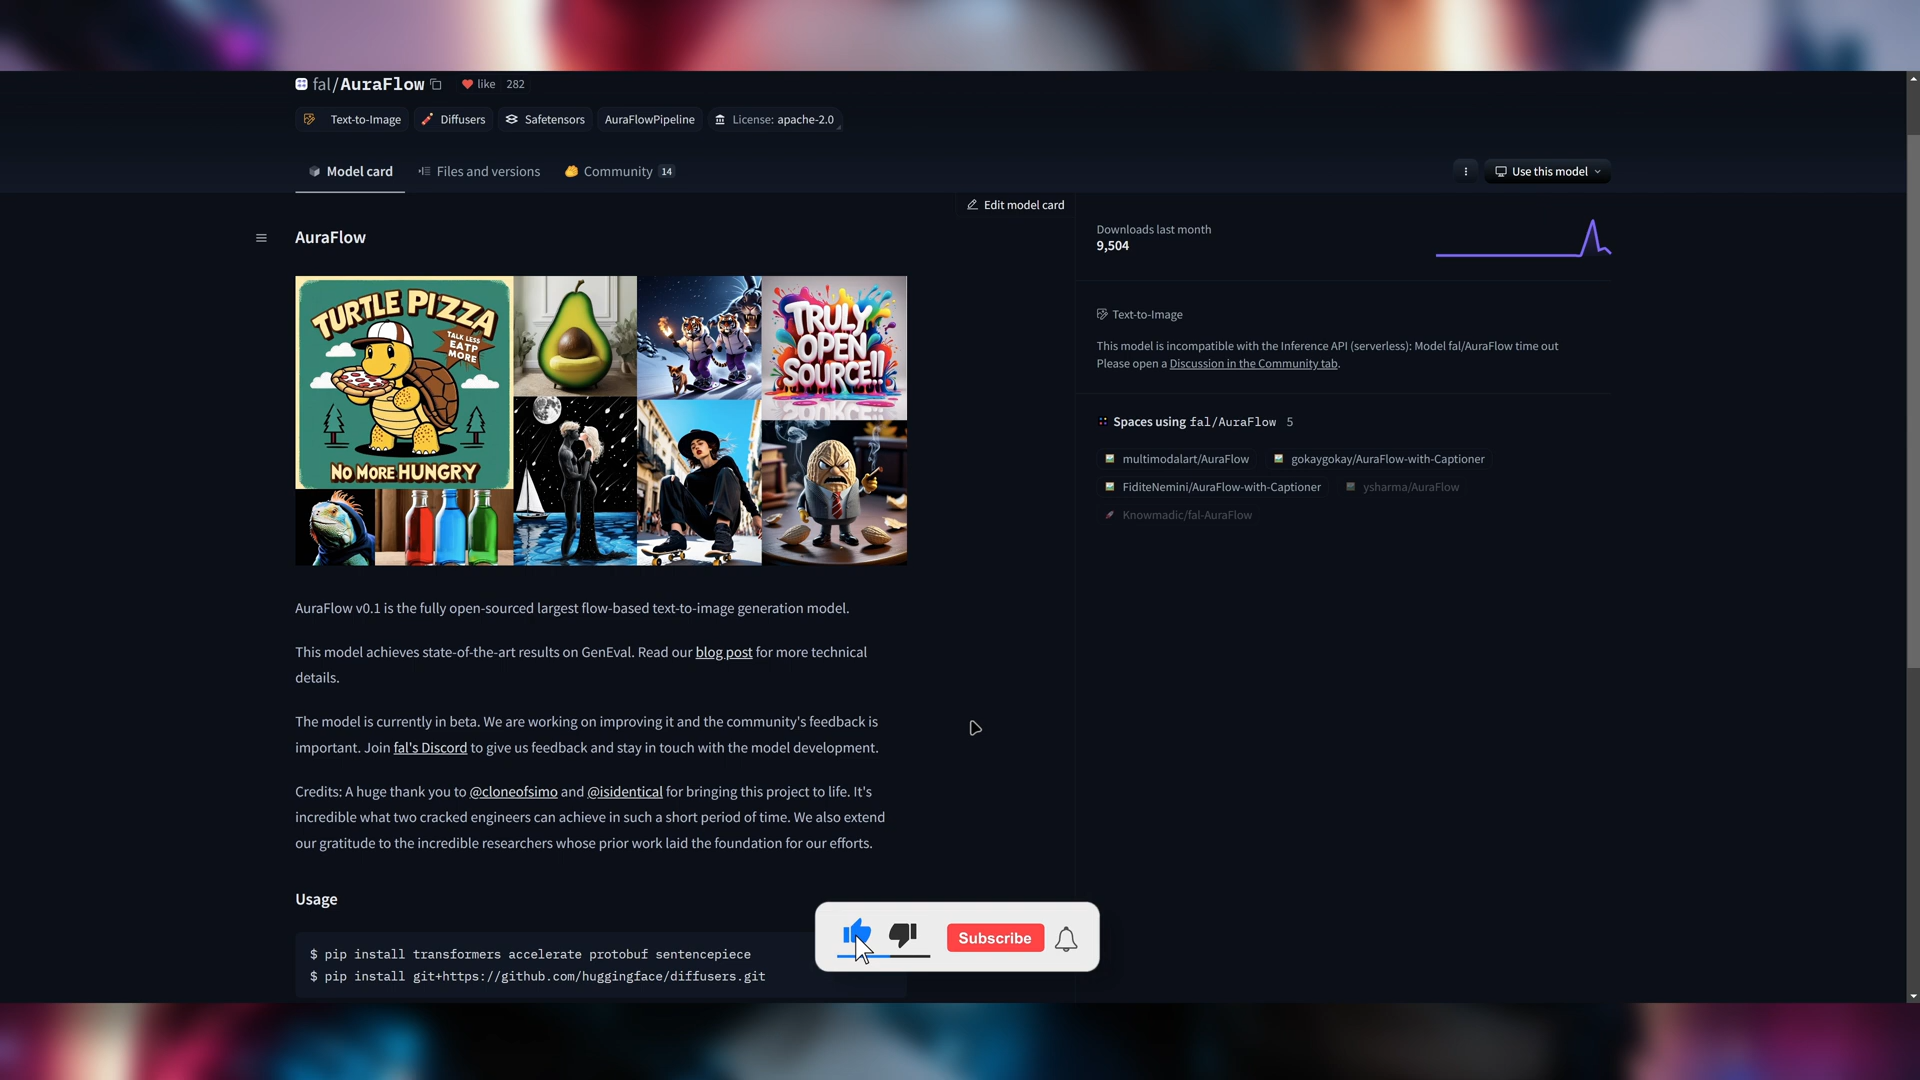 fal/AuraFlow
like 282
Text-to-Image
Diffusers
Safetensors
AuraFlowPipeline
License: apache-2.0
Model card
Files and versions
Community 14
Use this model
Edit model card
AuraFlow
TURTLE PIZZA
TALK LESS
EATP
MORE
NO MORE HUNGRY
TRULY
OPEN
SOURCE!!
AuraFlow v0.1 is the fully open-sourced largest flow-based text-to-image generation model.
This model achieves state-of-the-art results on GenEval. Read our blog post for more technical
details.
The model is currently in beta. We are working on improving it and the community's feedback is
important. Join fal's Discord to give us feedback and stay in touch with the model development.
Credits: A huge thank you to @cloneofsimo and @isidentical for bringing this project to life. It's
incredible what two cracked engineers can achieve in such a short period of time. We also extend
our gratitude to the incredible researchers whose prior work laid the foundation for our efforts.
Usage
$ pip install transformers accelerate protobuf sentencepiece
$ pip install git+https://github.com/huggingface/diffusers.git
Downloads last month
9,504
Text-to-Image
This model is incompatible with the Inference API (serverless): Model fal/AuraFlow time out
Please open a Discussion in the Community tab.
Spaces using fal/AuraFlow 5
multimodalart/AuraFlow
gokaygokay/AuraFlow-with-Captioner
FiditeNemini/AuraFlow-with-Captioner
ysharma/AuraFlow
Knowmadic/fal-AuraFlow
Subscribe